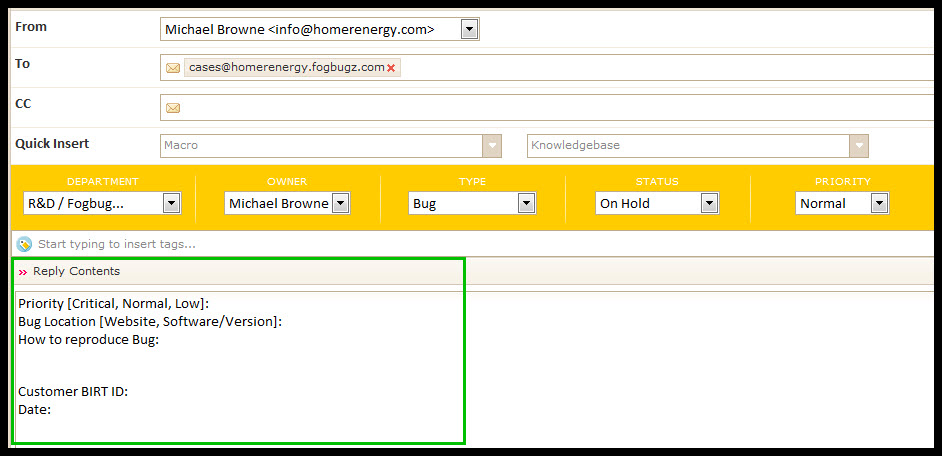 From Michael Browne <info@homerenergy.com>
To cases@homerenergy.fogbugz.com
CC
Quick Insert Macro Knowledgebase
DEPARTMENT OWNER TYPE STATUS PRIORITY
R&D / Fogbug... Michael Browne Bug On Hold Normal
Start typing to insert tags...
» Reply Contents
Priority [Critical, Normal, Low]:
Bug Location [Website, Software/Version]:
How to reproduce Bug:
Customer BIRT ID:
Date: